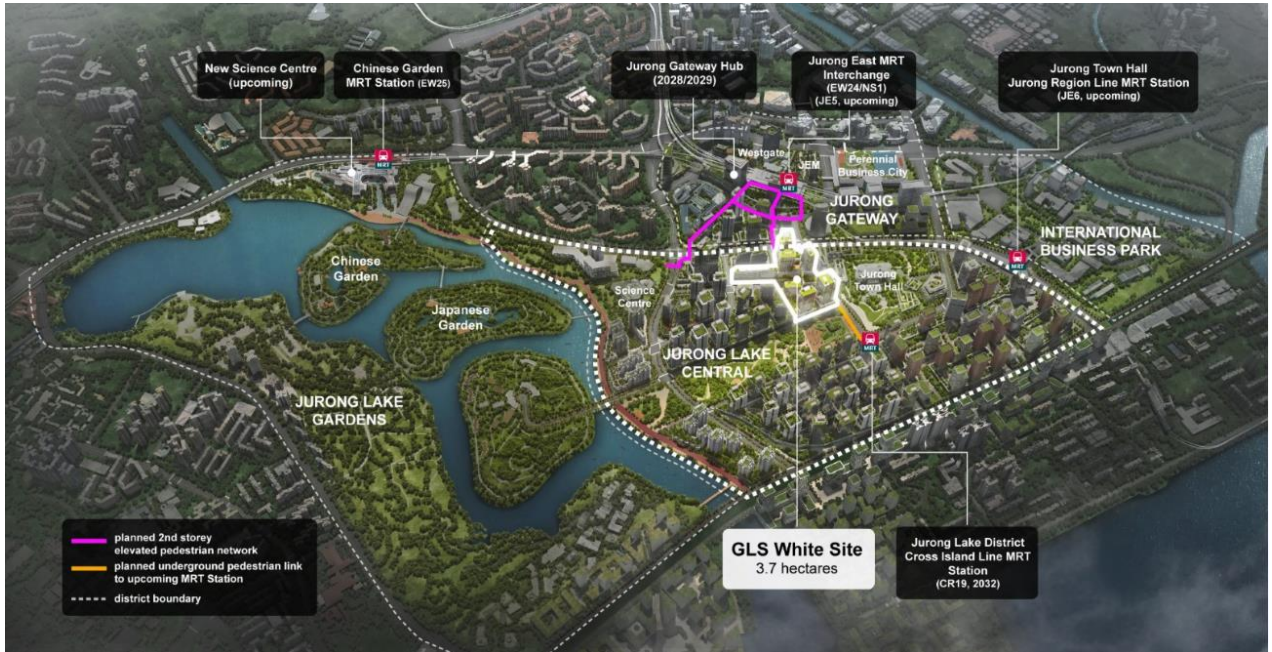 New Science Centre
(upcoming)
Chinese Garden
MRT Station (EW25)
Jurong Gateway Hub
(2028/2029)
Jurong East MRT
Interchange
(EW24/NS1)
(JE5, upcoming)
Jurong Town Hall
Jurong Region Line MRT Station
(JE6, upcoming)
MRT
Westgate
JEM
Perennial
Business City
MRT
JURONG
GATEWAY
INTERNATIONAL
BUSINESS PARK
MRT
Chinese
Garden
Science
Centre
Jurong
Town Hall
Japanese
Garden
MRT
JURONG LAKE
CENTRAL
JURONG LAKE
GARDENS
planned 2nd storey
elevated pedestrian network
planned underground pedestrian link
to upcoming MRT Station
district boundary
GLS White Site
3.7 hectares
Jurong Lake District
Cross Island Line MRT
Station
(CR19, 2032)